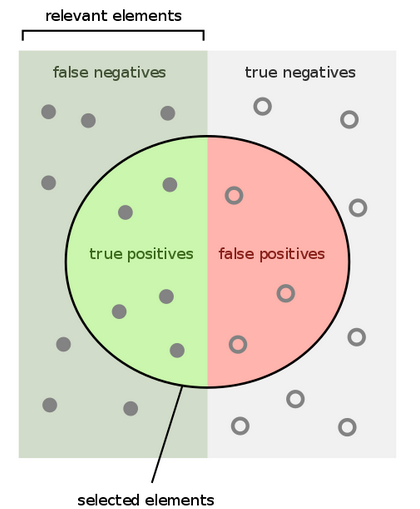 relevant elements
false negatives
true negatives
true positives
false positives
selected elements